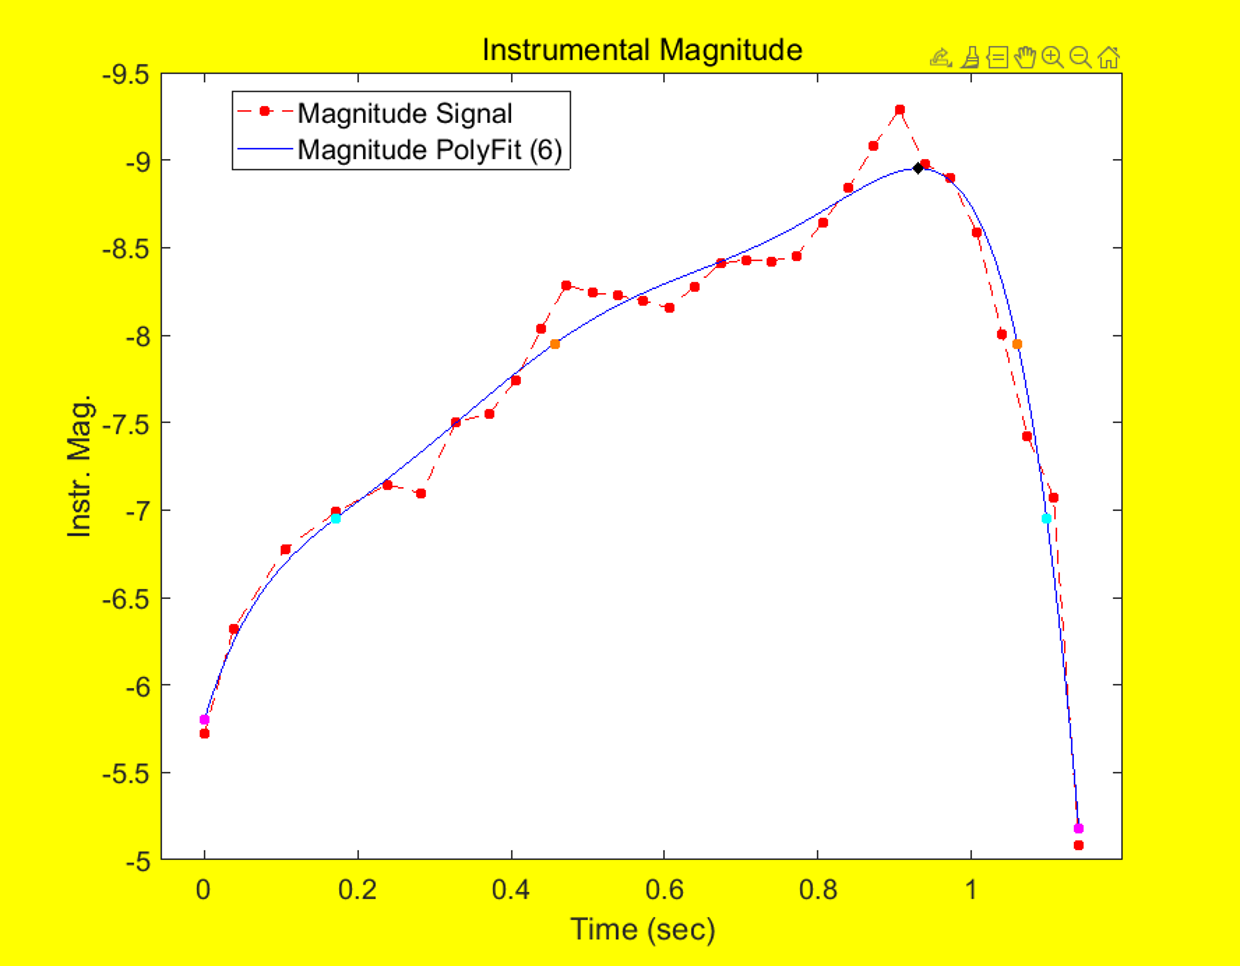 Instrumental Magnitude
-9.5
Magnitude Signal
Magnitude PolyFit (6)
-9
-8.5
-8
-7.5
-7
-6.5
-6
-5.5
-5
Instr. Mag.
0 0.2 0.4 0.6 0.8 1
Time (sec)